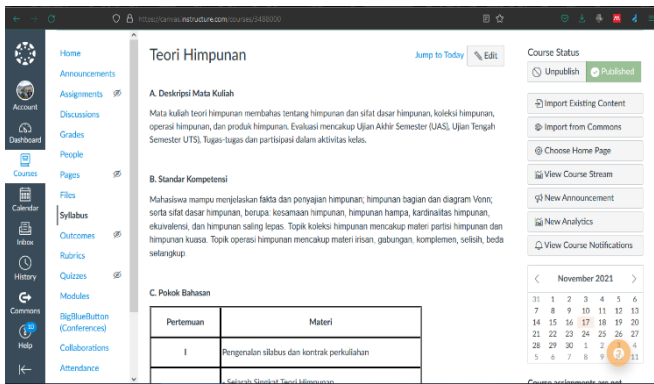 https://canvas.instructure.com/courses/3488000
Account
Dashboard
Courses
Calendar
Inbox
History
Commons
10
Help
Home
Announcements
Assignments
Discussions
Grades
People
Pages
Files
Syllabus
Outcomes
Rubrics
Quizzes
Modules
BigBlueButton
(Conferences)
Collaborations
Attendance
Teori Himpunan
Jump to Today
Edit
A. Deskripsi Mata Kuliah
Mata kuliah teori himpunan membahas tentang himpunan dan sifat dasar himpunan, koleksi himpunan,
operasi himpunan, dan produk himpunan. Evaluasi mencakup Ujian Akhir Semester (UAS), Ujian Tengah
Semester UTS), Tugas-tugas dan partisipasi dalam aktivitas kelas.
B. Standar Kompetensi
Mahasiswa mampu menjelaskan fakta dan penyajian himpunan; himpunan bagian dan diagram Venn;
serta sifat dasar himpunan, berupa: kesamaan himpunan, himpunan hampa, kardinalitas himpunan,
ekuivalensi, dan himpunan saling lepas. Topik koleksi himpunan mencakup materi partisi himpunan dan
himpunan kuasa. Topik operasi himpunan mencakup materi irisan, gabungan, komplemen, selisih, beda
setangkup
C. Pokok Bahasan
Pertemuan Materi
1 Pengenalan silabus dan kontrak perkuliahan
- Sejarah Singkat Teori Himpunan
Course Status
Unpublish Published
Import Existing Content
Import from Commons
Choose Home Page
View Course Stream
New Announcement
New Analytics
View Course Notifications
November 2021
31 1 2 3 4 5 6
7 8 9 10 11 12 13
14 15 16 17 18 19 20
21 22 23 24 25 26 27
28 29 30 1 2 3 4
5 6 7 8 9 11
Course assignments are not